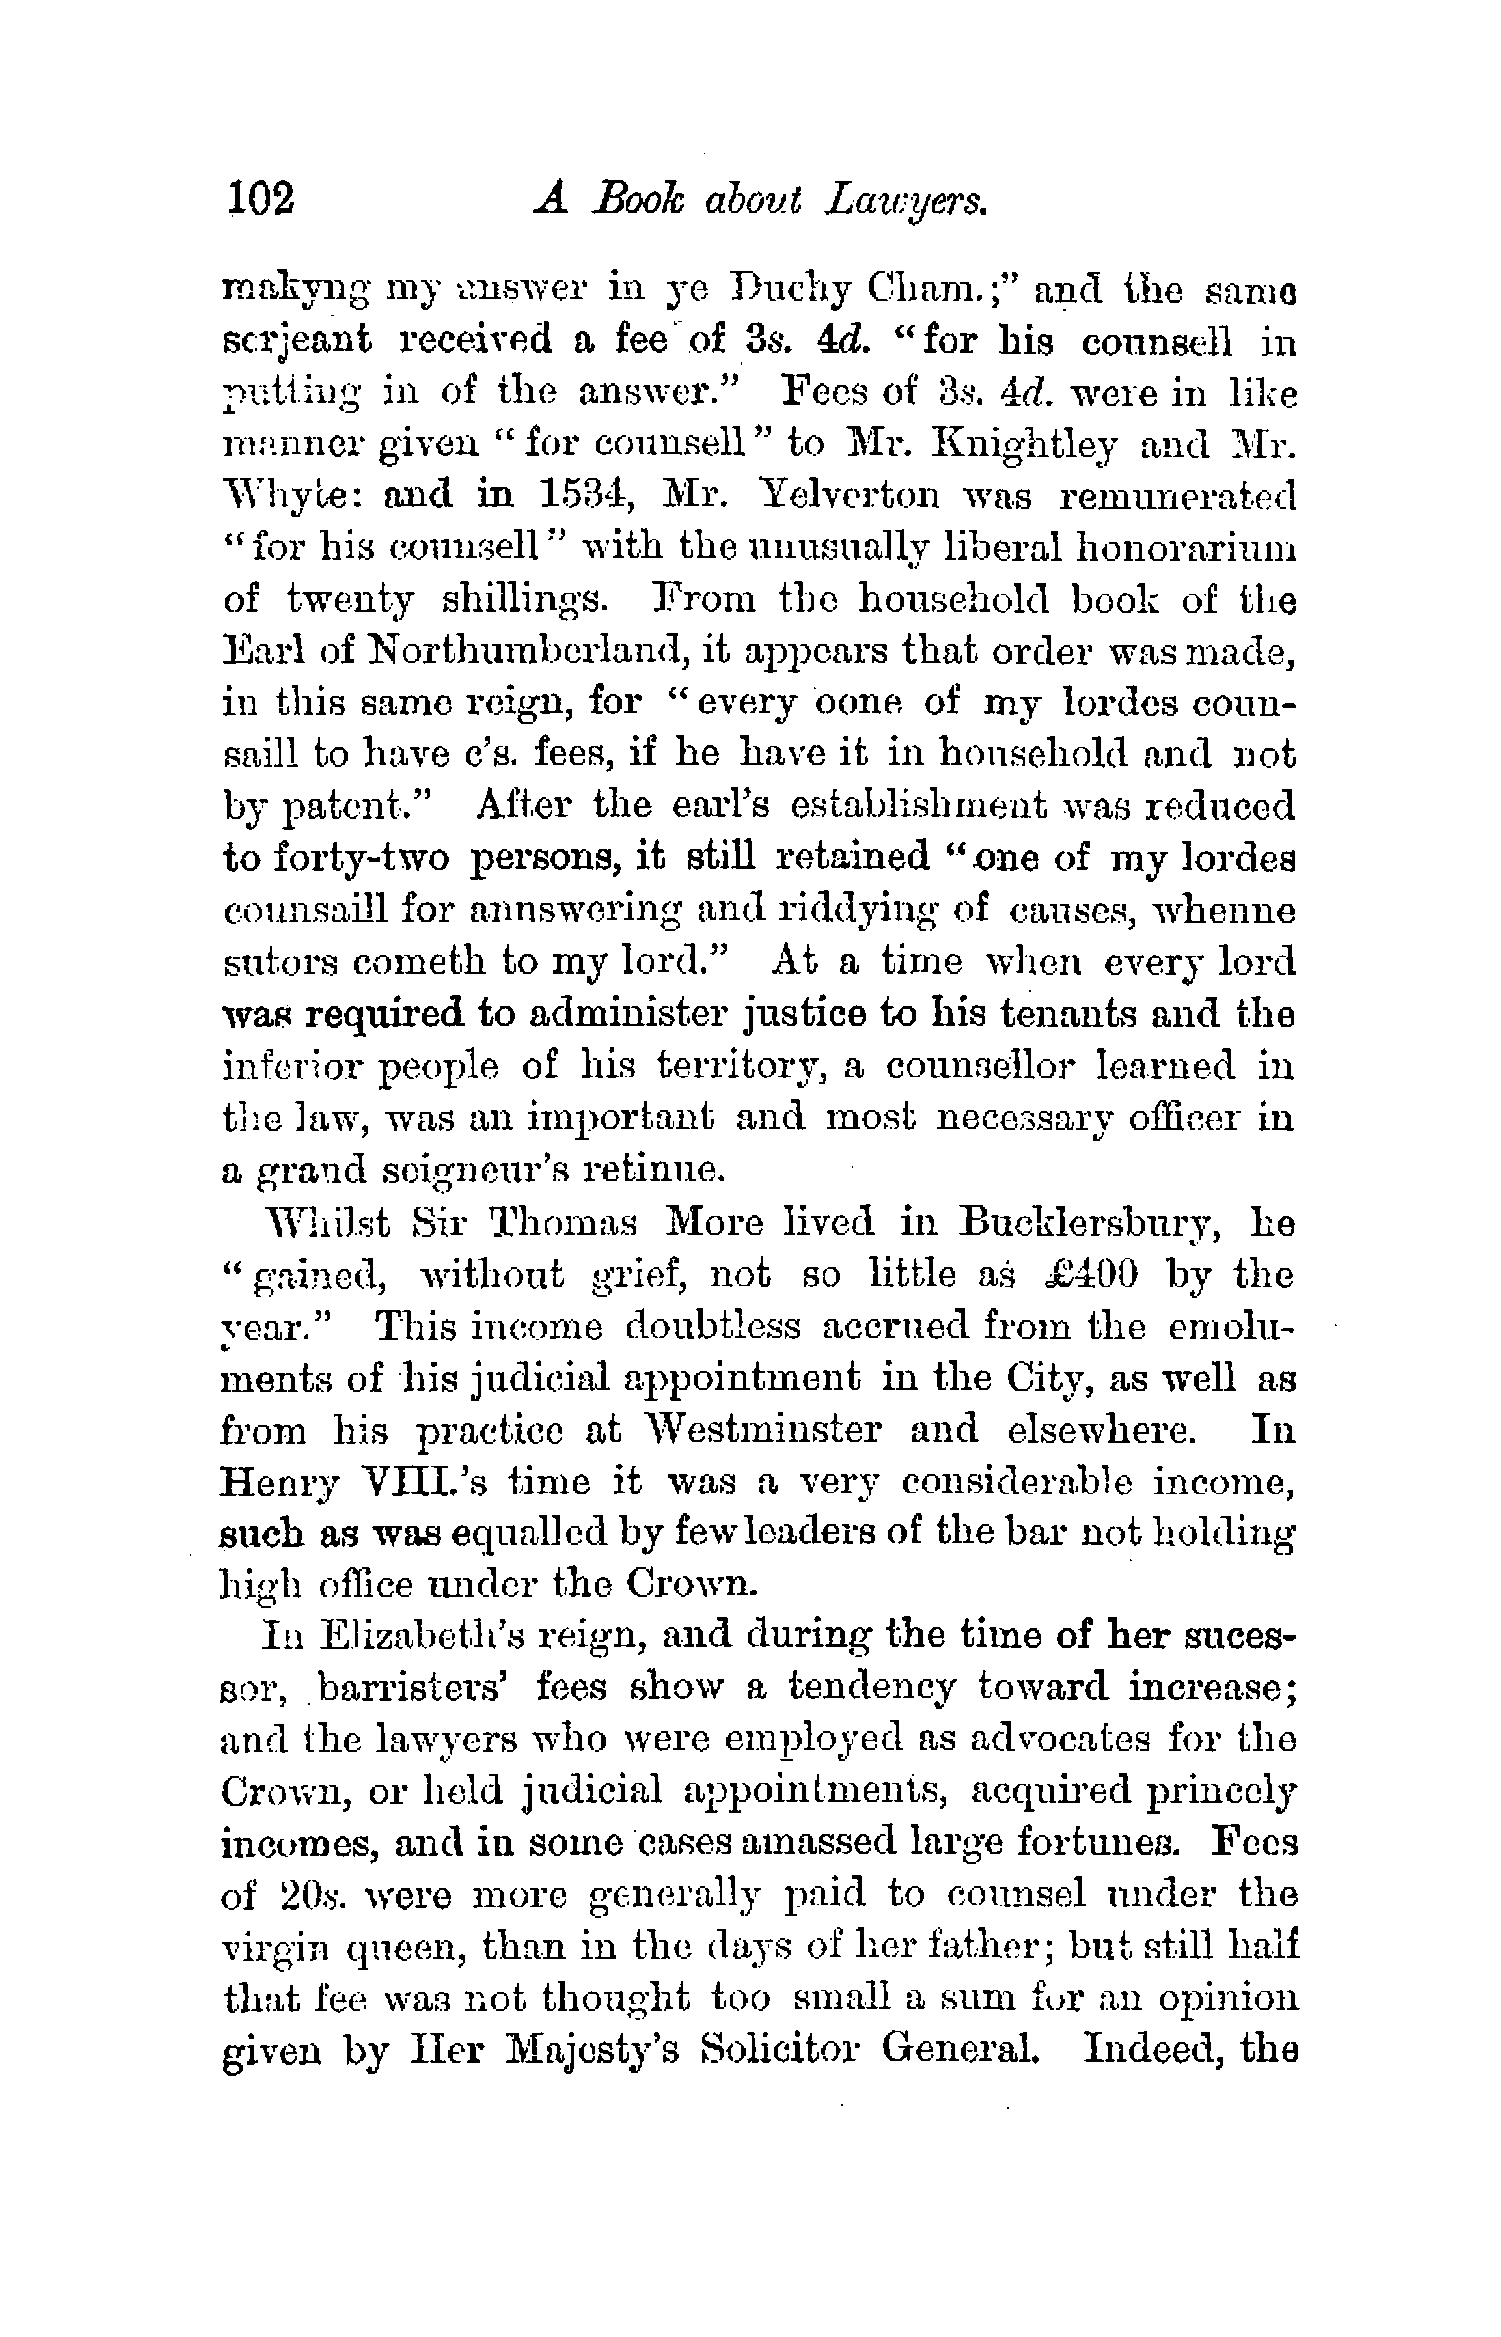 102 A Book about Lawyers.
makyng my answer in ye Duchy Cham.;" and the same
serjeant received a fee of 3s. 4d. "for his counsell in
putting in of the answer." Fees of 3s. 4d. were in like
manner given "for counsell" to Mr. Knightley and Mr.
Whyte: and in 1534, Mr. Yelverton was remunerated
"for his counsell" with the unusually liberal honorarium
of twenty shillings. From the household book of the
Earl of Northumberland, it appears that order was made,
in this same reign, for "every oone of my lordes coun-
saill to have c's. fees, if he have it in household and not
by patent." After the earl's establishment was reduced
to forty-two persons, it still retained "one of my lordes
counsaill for annswering and riddying of causes, whenne
sutors cometh to my lord." At a time when every lord
was required to administer justice to his tenants and the
inferior people of his territory, a counsellor learned in
the law, was an important and most necessary officer in
a grand seigneur's retinue.
Whilst Sir Thomas More lived in Bucklersbury, he
"gained, without grief, not so little as £400 by the
year." This income doubtless accrued from the emolu-
ments of his judicial appointment in the City, as well as
from his practice at Westminster and elsewhere. In
Henry VIII.'s time it was a very considerable income,
such as was equalled by few leaders of the bar not holding
high office under the Crown.
In Elizabeth's reign, and during the time of her suces-
sor, barristers' fees show a tendency toward increase;
and the lawyers who were employed as advocates for the
Crown, or held judicial appointments, acquired princely
incomes, and in some cases amassed large fortunes. Fees
of 20s. were more generally paid to counsel under the
virgin queen, than in the days of her father; but still half
that fee was not thought too small a sum for an opinion
given by Her Majesty's Solicitor General. Indeed, the